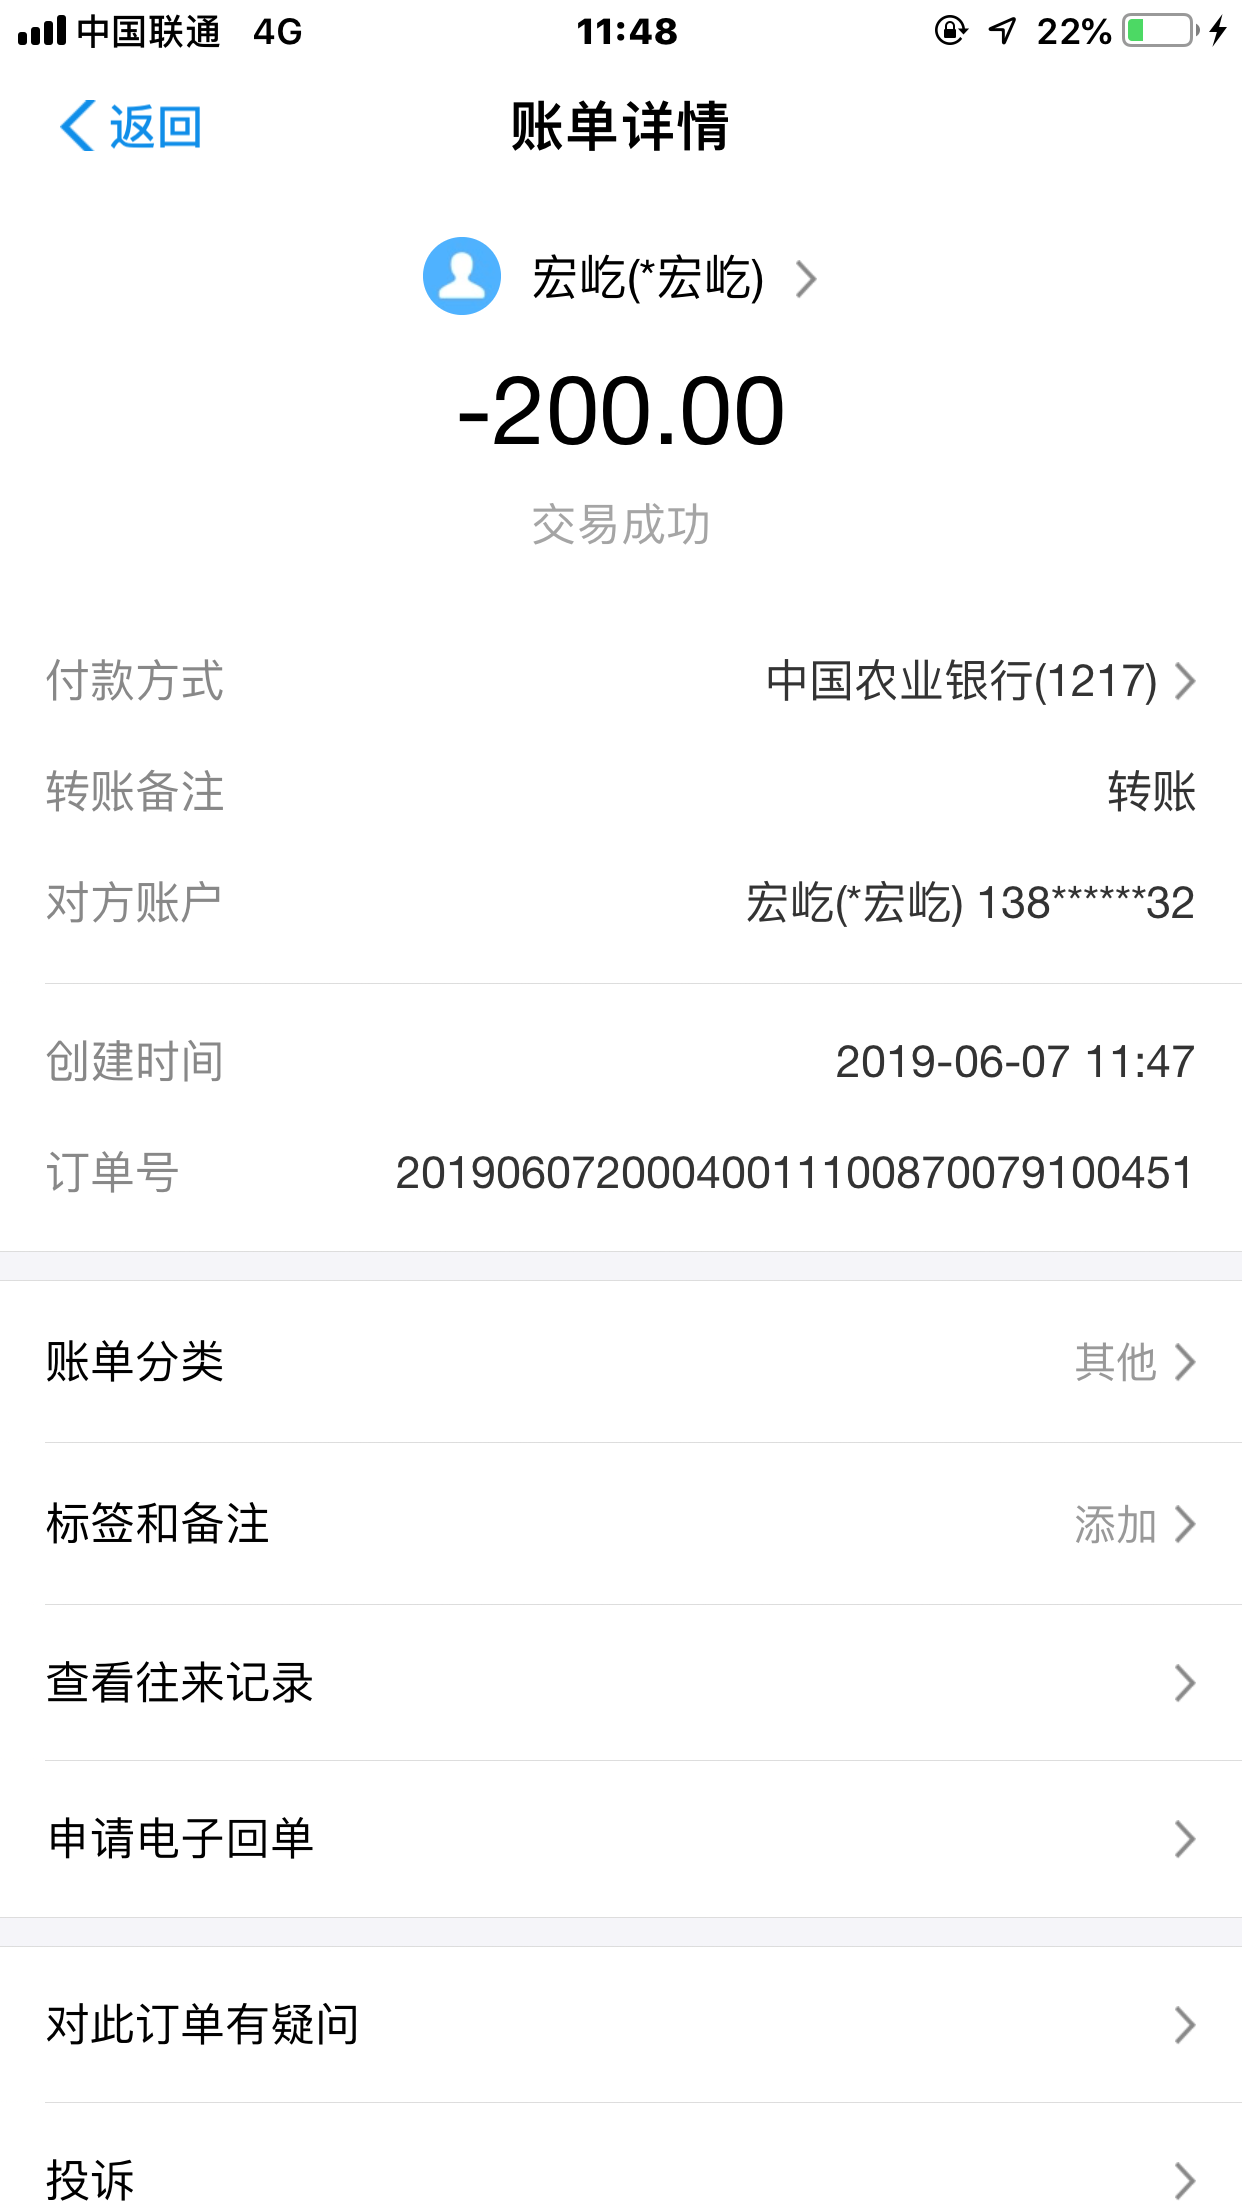 中国联通 4G 11:48 22%
返回 账单详情
宏屹(*宏屹)
-200.00
交易成功
付款方式 中国农业银行(1217)
转账备注 转账
对方账户 宏屹(*宏屹) 138******32
创建时间 2019-06-07 11:47
订单号 20190607200040011100870079100451
账单分类 其他
标签和备注 添加
查看往来记录
申请电子回单
对此订单有疑问
投诉